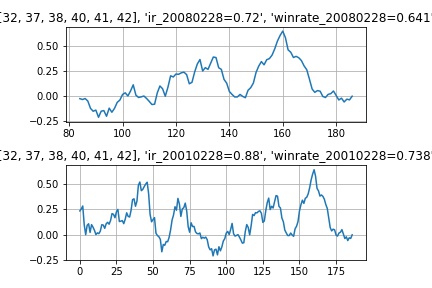 [32, 37, 38, 40, 41, 42], 'ir_20080228=0.72', 'winrate_20080228=0.641'
0.50
0.25
0.00
−0.25
80 100 120 140 160 180
[32, 37, 38, 40, 41, 42], 'ir_20010228=0.88', 'winrate_20010228=0.738'
0.50
0.25
0.00
−0.25
0 25 50 75 100 125 150 175